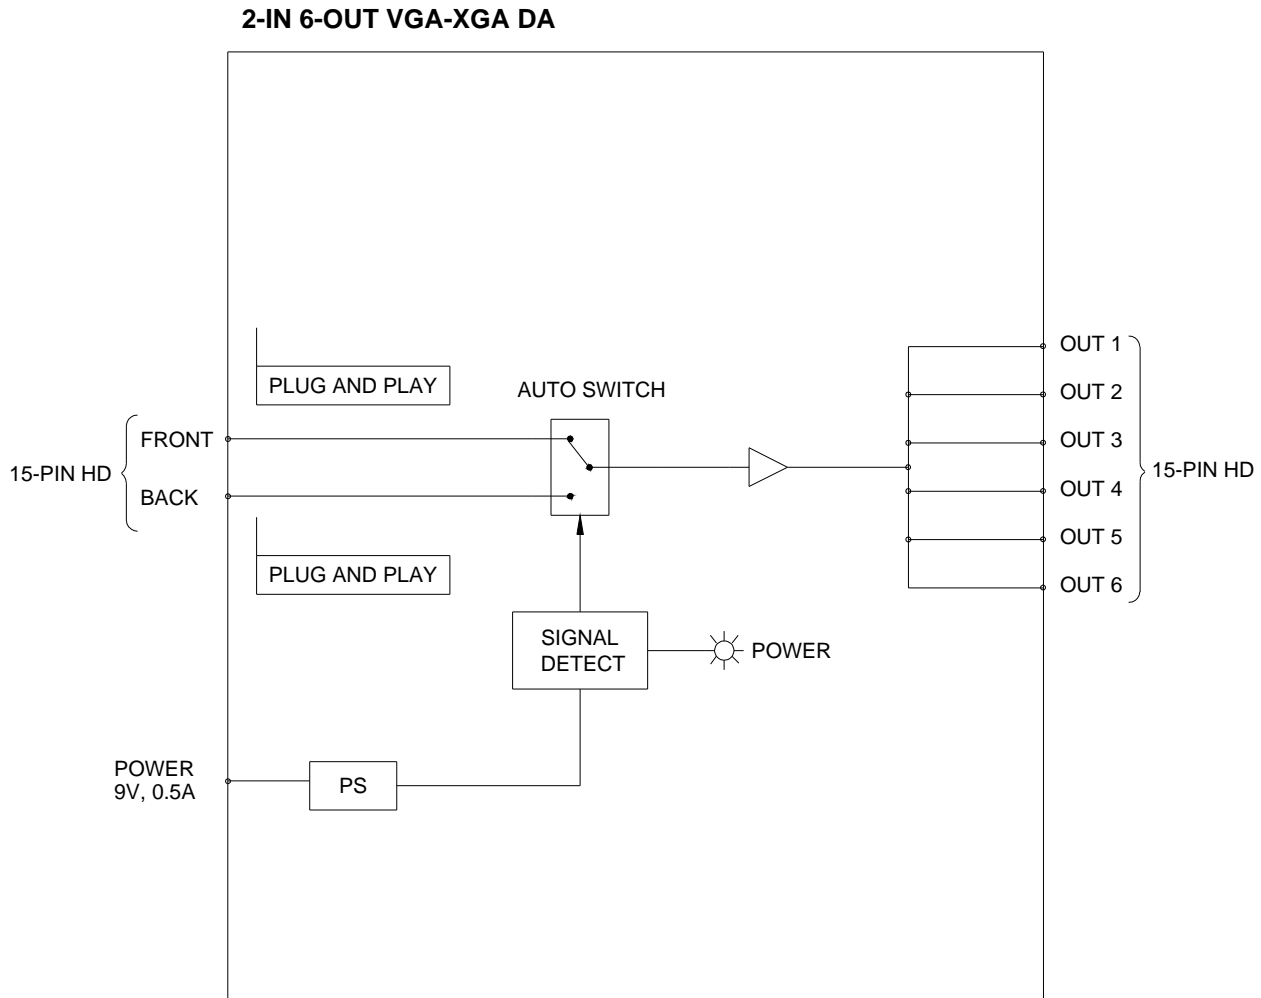 2-IN 6-OUT VGA-XGA DA
PLUG AND PLAY
AUTO SWITCH
15-PIN HD
FRONT
BACK
PLUG AND PLAY
OUT 1
OUT 2
OUT 3
OUT 4
OUT 5
OUT 6
15-PIN HD
SIGNAL
DETECT
POWER
POWER
9V, 0.5A
PS